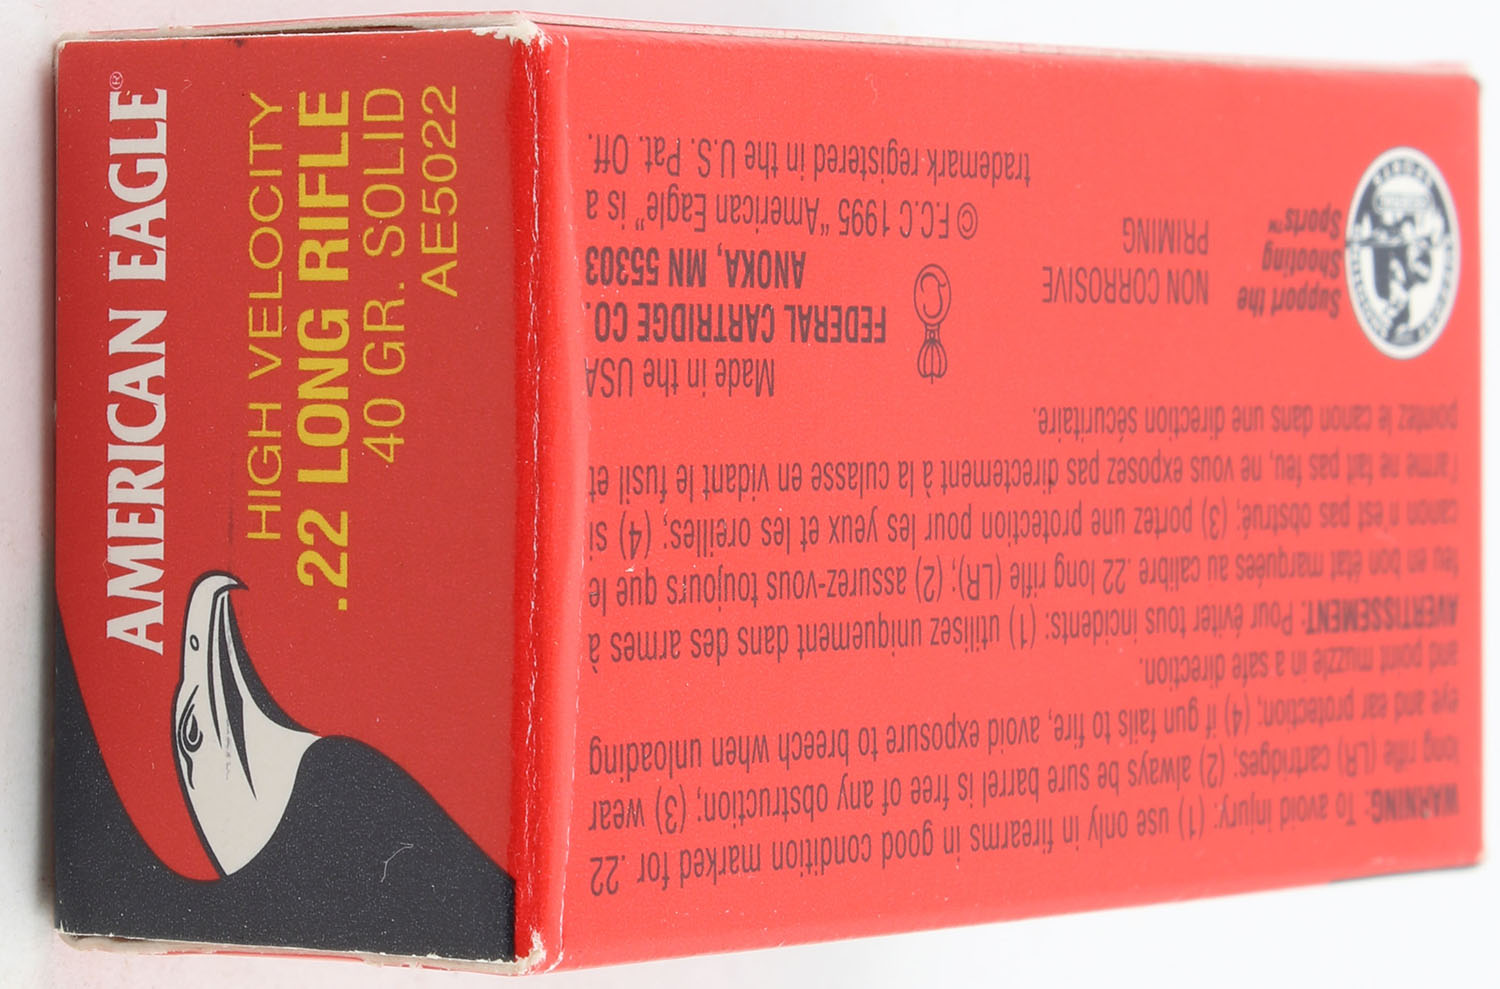 AMERICAN EAGLE®
HIGH VELOCITY
.22 LONG RIFLE
40 GR. SOLID
AE5022
WARNING: To avoid injury: (1) use only in firearms in good condition marked for .22
long rifle (LR) cartridges; (2) always be sure barrel is free of any obstruction; (3) wear
eye and ear protection, (4) if gun fails to fire, avoid exposure to breech when unloading
and point muzzle in a safe direction.
AVERTISSEMENT: Pour éviter tous incidents: (1) utilisez uniquement dans des armes à
feu en bon état marquées au calibre .22 long rifle (LR); (2) assurez-vous toujours que le
canon n'est pas obstrué; (3) portez une protection pour les yeux et les oreilles; (4) si
l'arme ne fait pas feu, ne vous exposez pas directement à la culasse en vidant le fusil et
pointez le canon dans une direction sécuritaire.
Made in the USA
FEDERAL CARTRIDGE CO.
ANOKA, MN 55303
© F.C.C 1995 "American Eagle" is a
trademark registered in the U.S. Pat. Off.
NON CORROSIVE
PRIMING
Support the
Shooting
Sports™